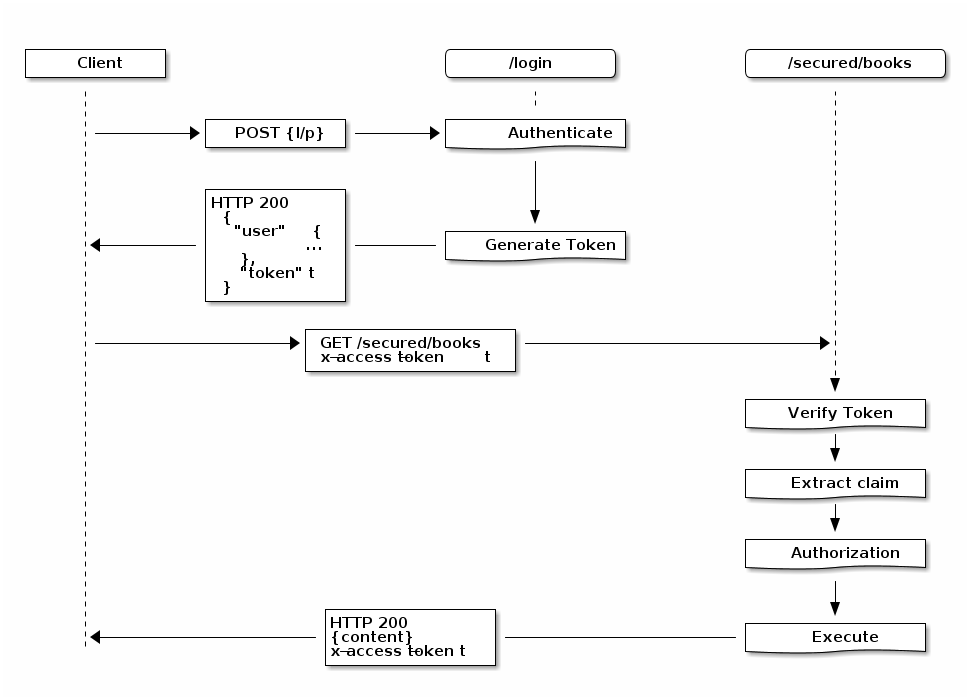 Client
/login
/secured/books
POST {l/p}
Authenticate
HTTP 200
{
"user" {
...
},
"token" t
}
Generate Token
GET /secured/books
x-access token t
Verify Token
Extract claim
Authorization
HTTP 200
{content}
x-access token t
Execute